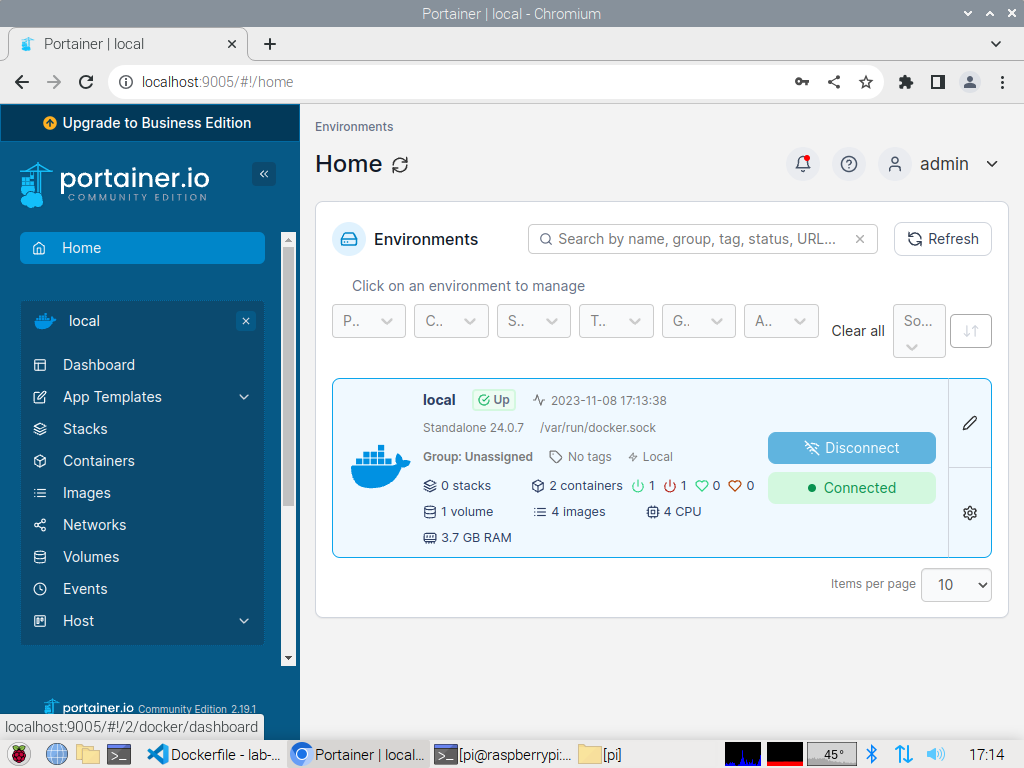 Portainer | local - Chromium
Portainer | local
localhost:9005/#!/home
Upgrade to Business Edition
portainer.io
COMMUNITY EDITION
Home
local
Dashboard
App Templates
Stacks
Containers
Images
Networks
Volumes
Events
Host
portainer.io Community Edition 2.19.1
localhost:9005/#!/2/docker/dashboard
Environments
Home
admin
Environments
Search by name, group, tag, status, URL...
Refresh
Click on an environment to manage
P.. C.. S.. T.. G.. A.. Clear all So...
local Up 2023-11-08 17:13:38
Standalone 24.0.7 /var/run/docker.sock
Group: Unassigned No tags Local
0 stacks 2 containers 1 1 0 0
1 volume 4 images 4 CPU
3.7 GB RAM
Disconnect
Connected
Items per page 10
Dockerfile - lab-... Portainer | local... [pi@raspberrypi:... [pi] 45° 17:14